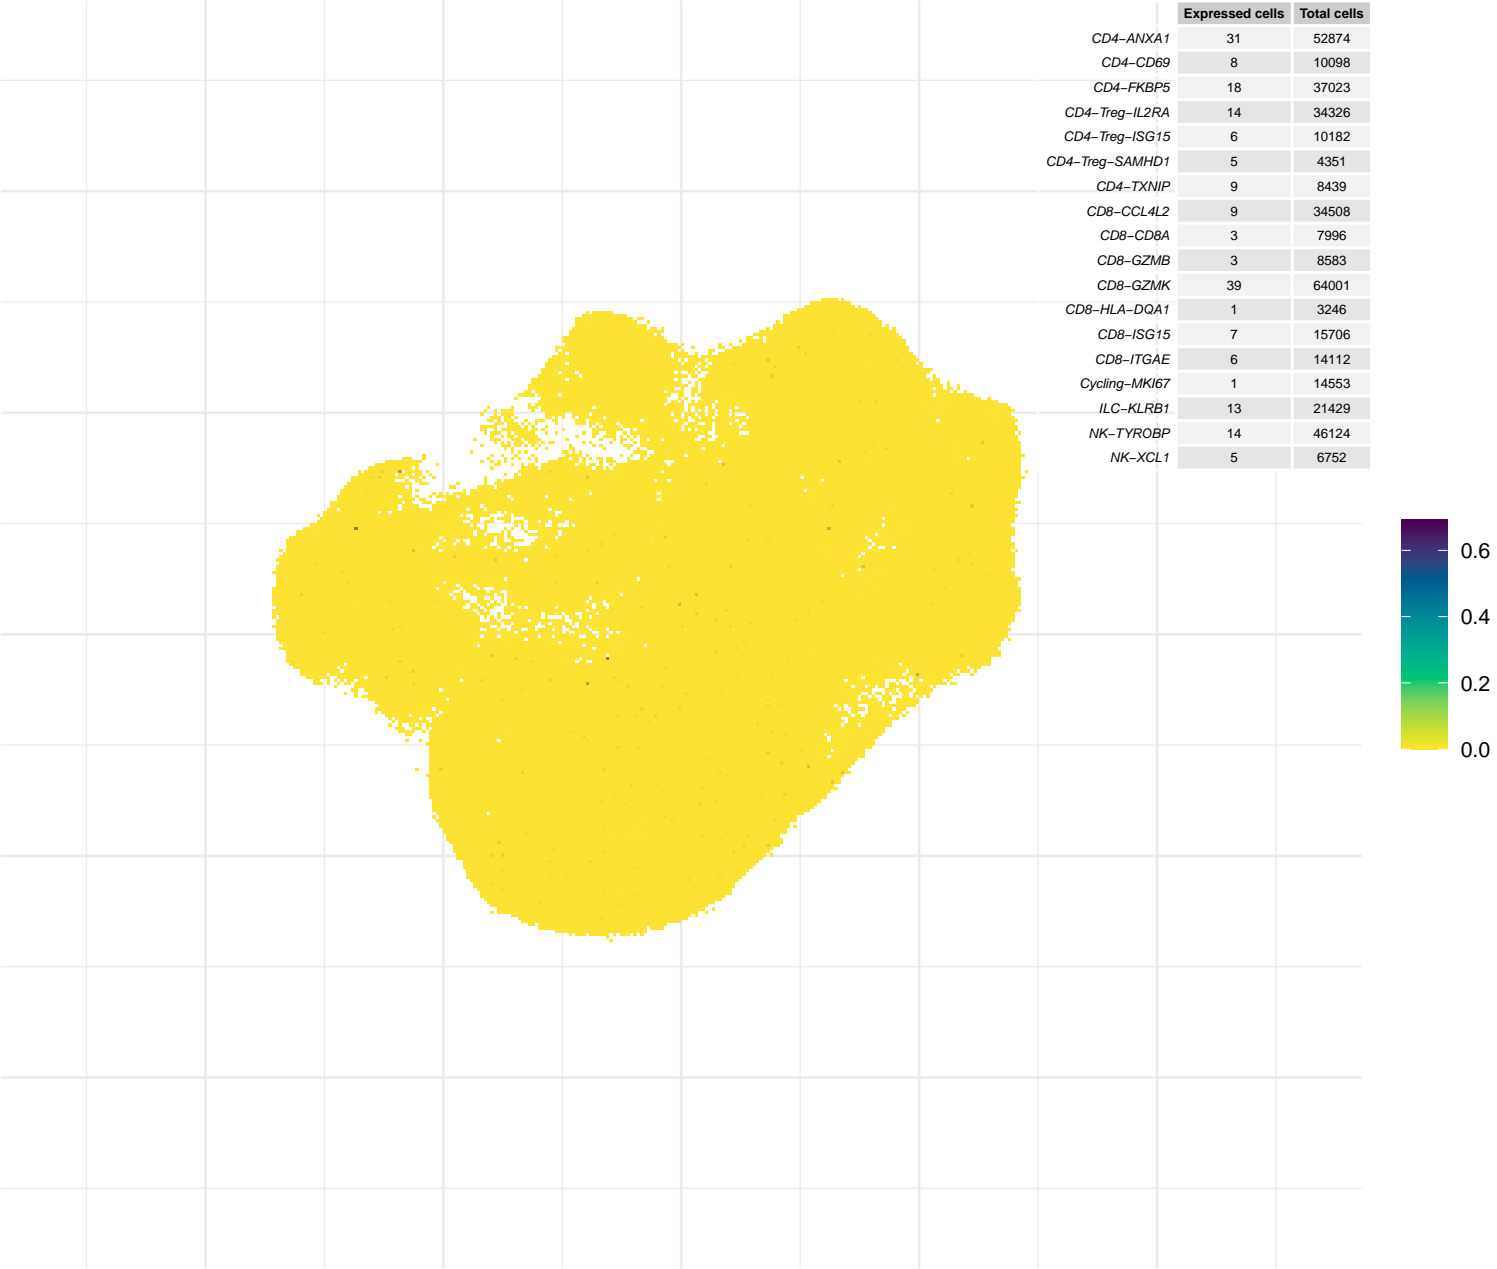 Expressed cells Total cells
CD4−ANXA1 31 52874
CD4−CD69 8 10098
CD4−FKBP5 18 37023
CD4−Treg−IL2RA 14 34326
CD4−Treg−ISG15 6 10182
CD4−Treg−SAMHD1 5 4351
CD4−TXNIP 9 8439
CD8−CCL4L2 9 34508
CD8−CD8A 3 7996
CD8−GZMB 3 8583
CD8−GZMK 39 64001
CD8−HLA−DQA1 1 3246
CD8−ISG15 7 15706
CD8−ITGAE 6 14112
Cycling−MKI67 1 14553
ILC−KLRB1 13 21429
NK−TYROBP 14 46124
NK−XCL1 5 6752
0.6
0.4
0.2
0.0